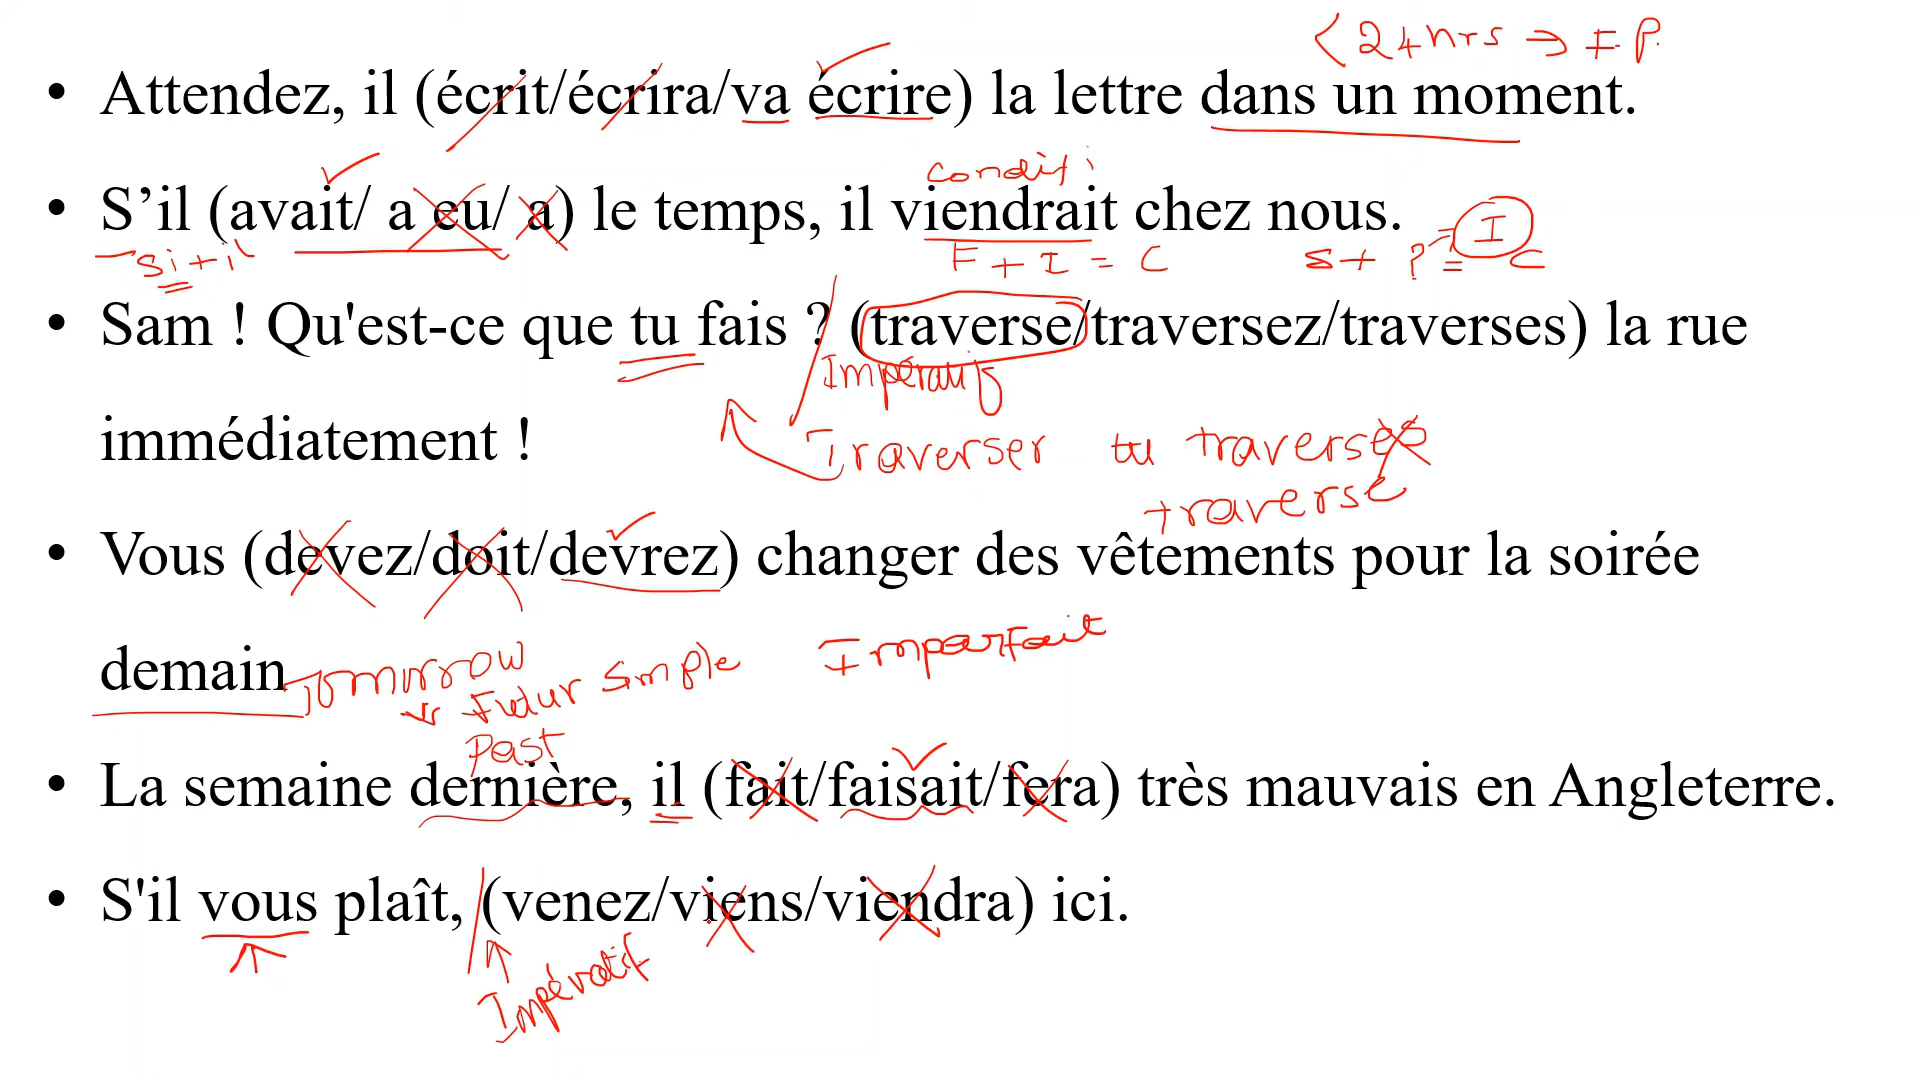 <24hrs → F.P.
• Attendez, il (écrit/écrira/va écrire) la lettre dans un moment.
condit
• S’il (avait/ a eu/ a) le temps, il viendrait chez nous.
si+il F + I = C S+ P = I C
• Sam ! Qu'est-ce que tu fais ? (traverse/traversez/traverses) la rue
Impératif
immédiatement !
Traverser tu traverses
traverse
• Vous (devez/doit/devrez) changer des vêtements pour la soirée
demain
Tomorrow Imparfait
Futur simple
Past
• La semaine dernière, il (fait/faisait/fera) très mauvais en Angleterre.
• S'il vous plaît, (venez/viens/viendra) ici.
Impératif